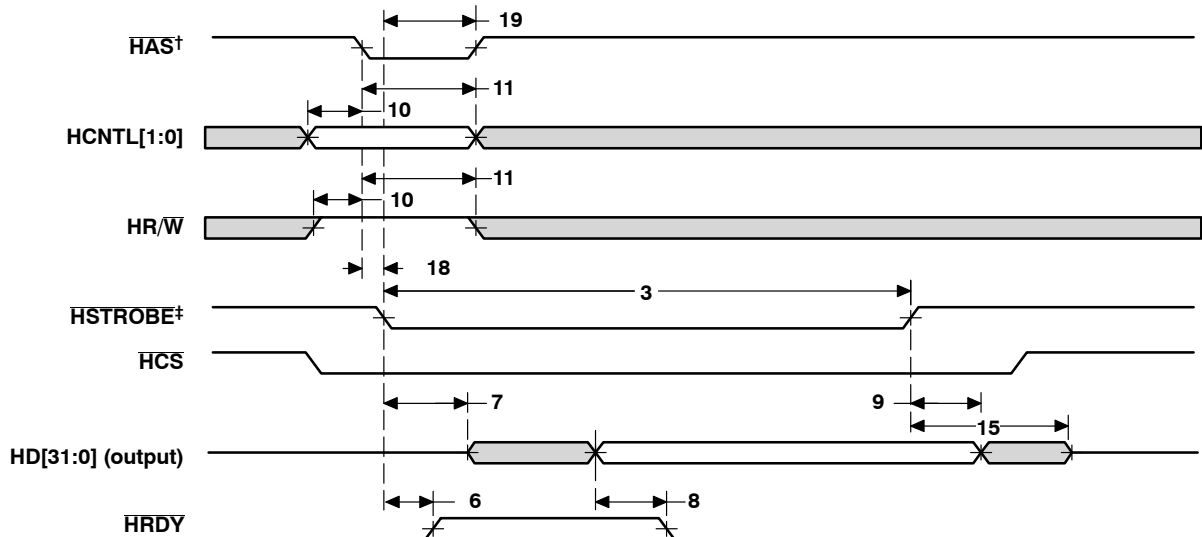 19
HAS†
11
10
HCNTL[1:0]
11
10
HR/W
18
3
HSTROBE‡
HCS
7
9
15
HD[31:0] (output)
6
8
HRDY